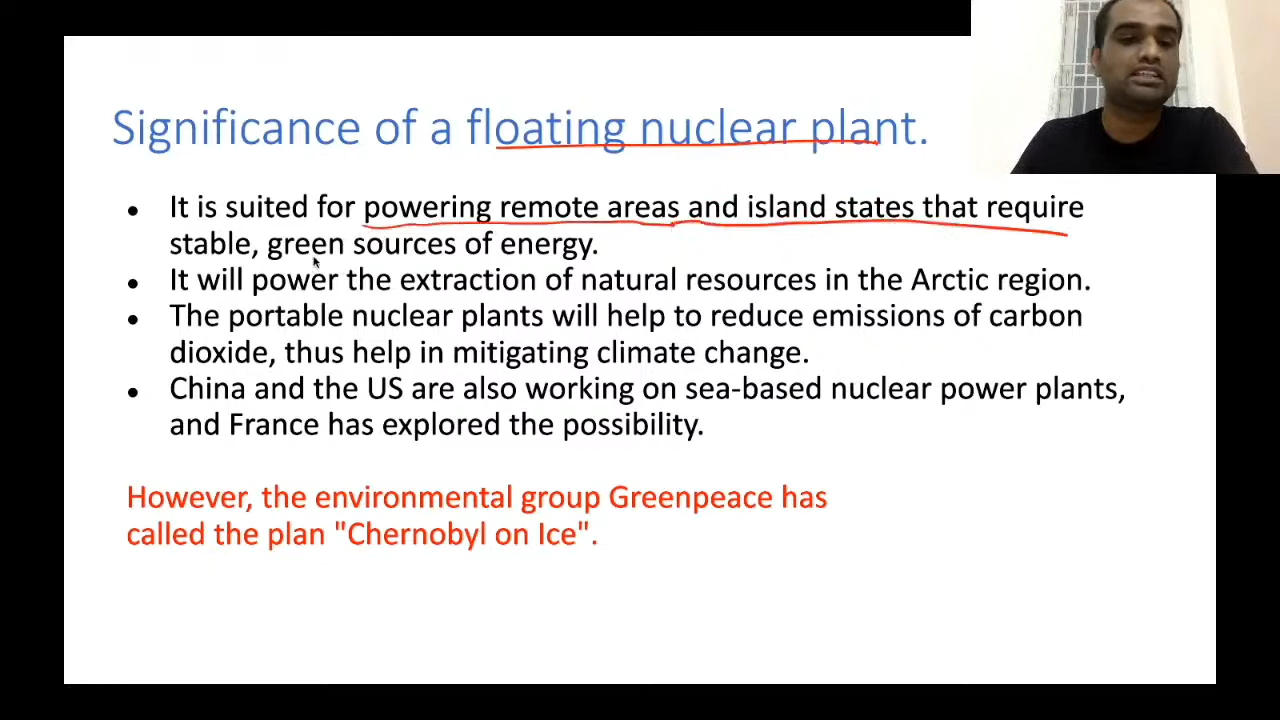 Significance of a floating nuclear plant.
• It is suited for powering remote areas and island states that require
stable, green sources of energy.
• It will power the extraction of natural resources in the Arctic region.
• The portable nuclear plants will help to reduce emissions of carbon
dioxide, thus help in mitigating climate change.
• China and the US are also working on sea-based nuclear power plants,
and France has explored the possibility.
However, the environmental group Greenpeace has
called the plan "Chernobyl on Ice".